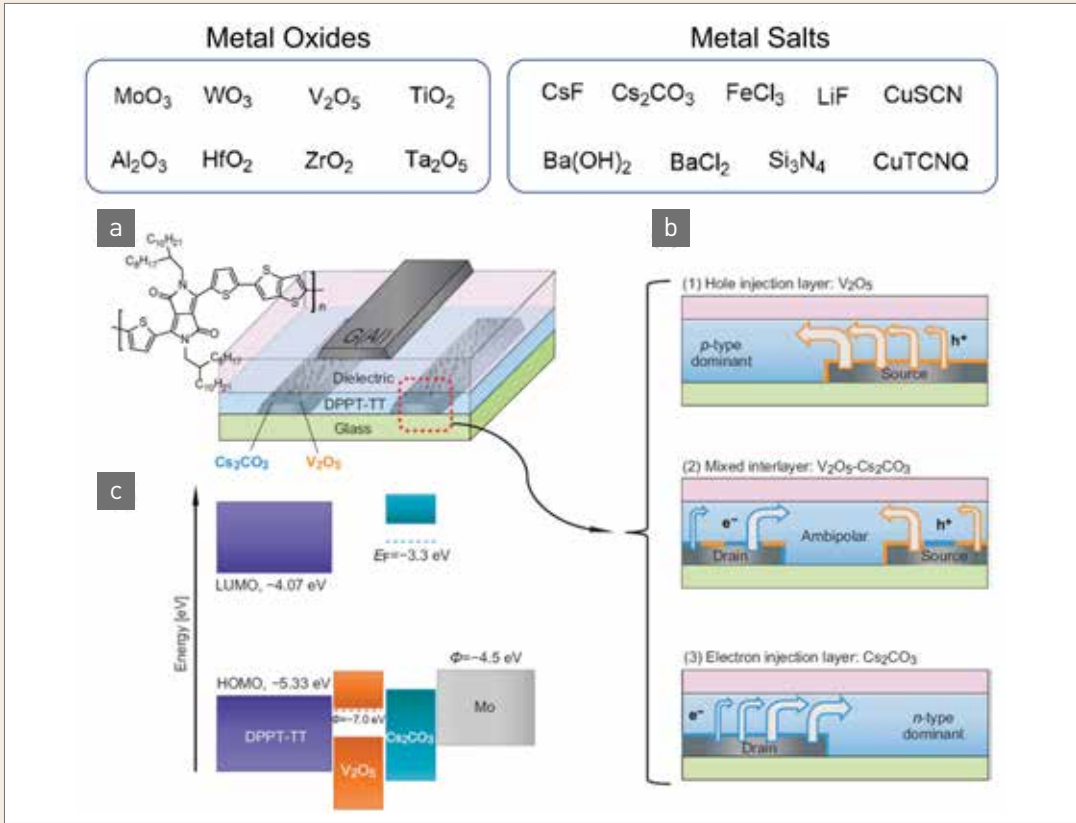 Metal Oxides
MoO₃ WO₃ V₂O₅ TiO₂
Al₂O₃ HfO₂ ZrO₂ Ta₂O₅
Metal Salts
CsF Cs₂CO₃ FeCl₃ LiF CuSCN
Ba(OH)₂ BaCl₂ Si₃N₄ CuTCNQ
a
C₁₀H₂₁
C₈H₁₇
N
S
S
O
S
n
S
O
N
C₈H₁₇
C₁₀H₂₁
G(Al)
Dielectric
DPPT-TT
Glass
Cs₂CO₃ V₂O₅
b
(1) Hole injection layer: V₂O₅
p-type
dominant
h⁺
Source
(2) Mixed interlayer: V₂O₅-Cs₂CO₃
e⁻
Ambipolar
h⁺
Drain
Source
(3) Electron injection layer: Cs₂CO₃
e⁻
n-type
dominant
Drain
c
Energy [eV]
LUMO, −4.07 eV
E_F=−3.3 eV
HOMO, −5.33 eV
Φ=−4.5 eV
Φ=−7.0 eV
DPPT-TT
V₂O₅
Cs₂CO₃
Mo